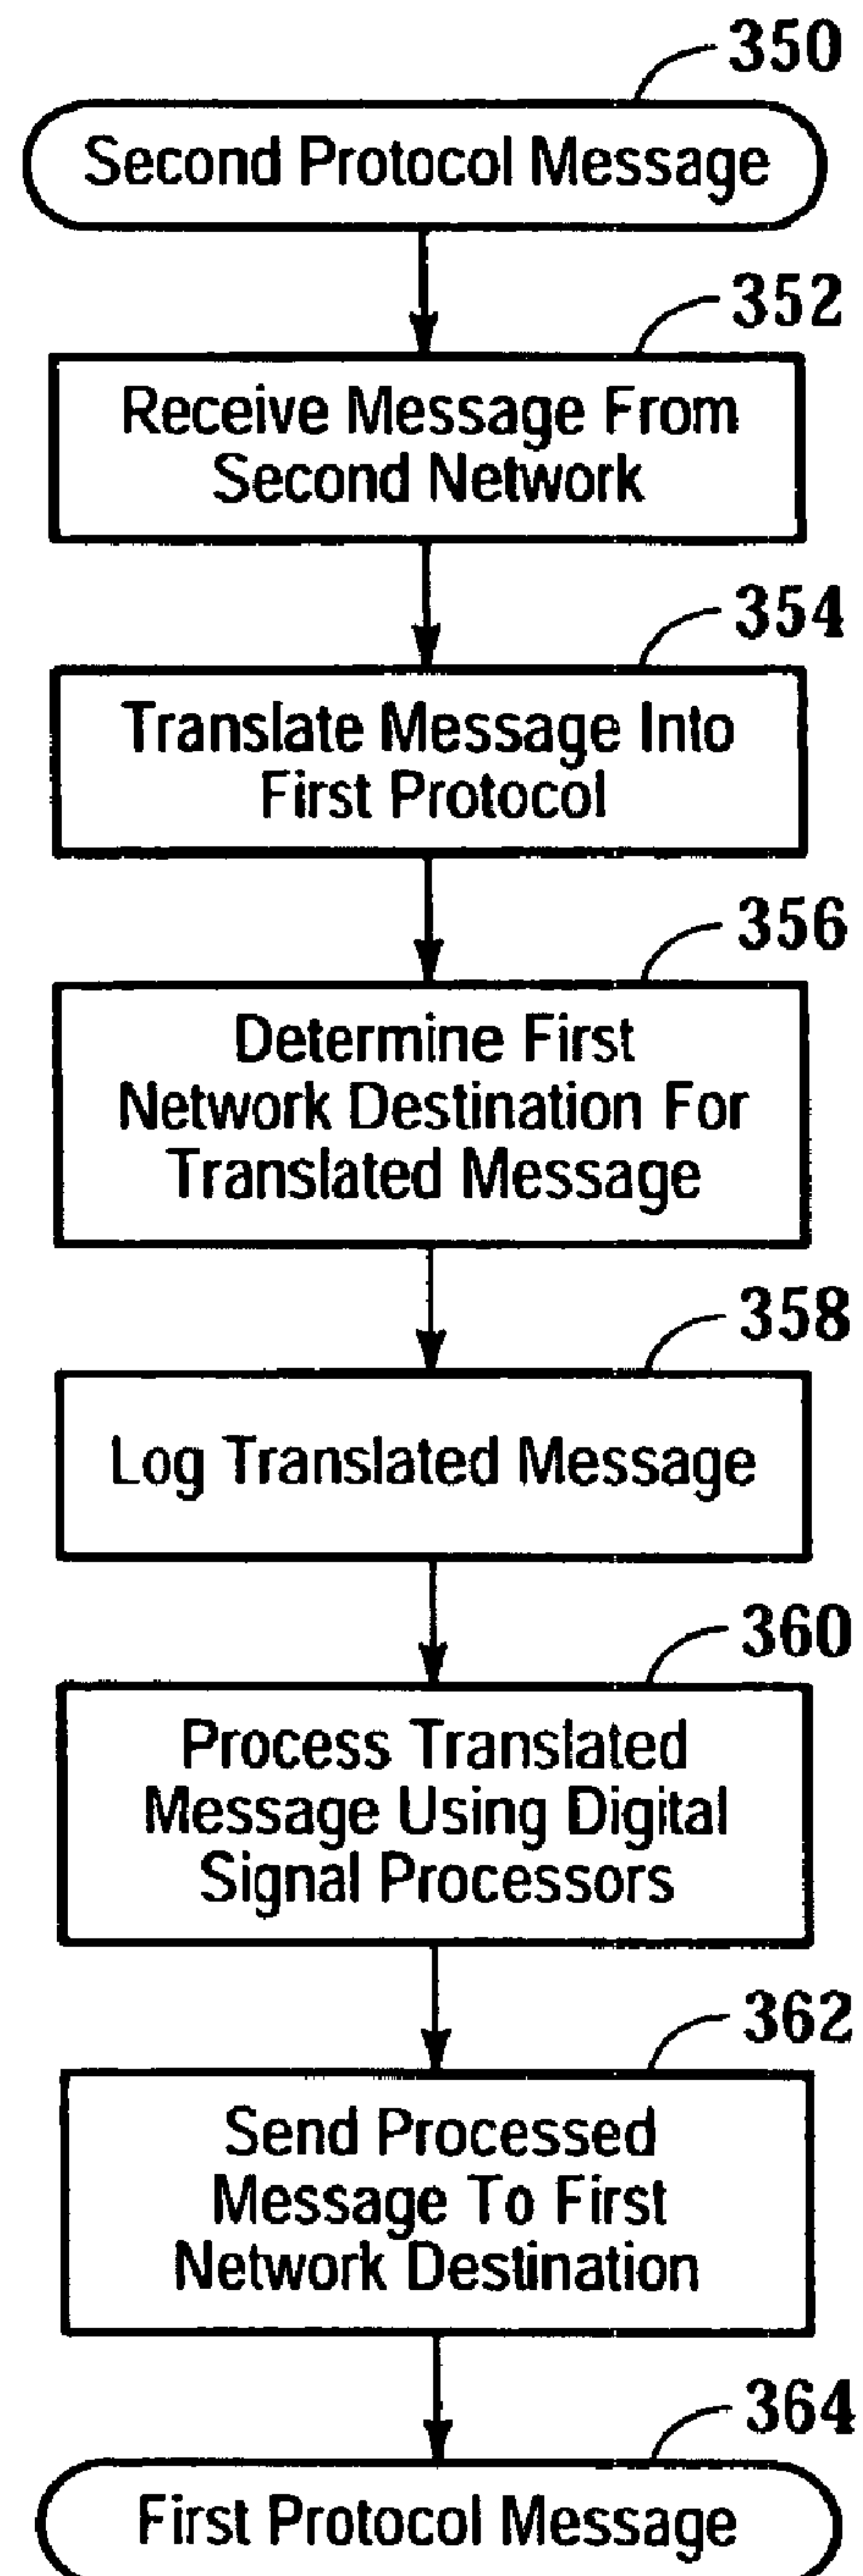 350
Second Protocol Message
352
Receive Message From
Second Network
354
Translate Message Into
First Protocol
356
Determine First
Network Destination For
Translated Message
358
Log Translated Message
360
Process Translated
Message Using Digital
Signal Processors
362
Send Processed
Message To First
Network Destination
364
First Protocol Message